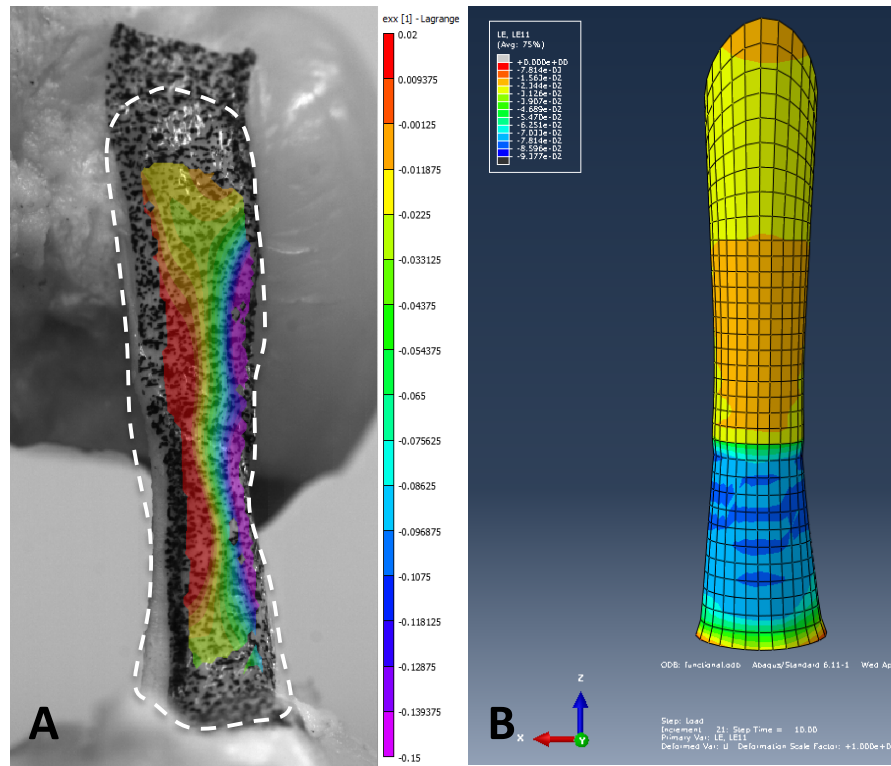 exx [1] - Lagrange
0.02
0.009375
-0.00125
-0.011875
-0.0225
-0.033125
-0.04375
-0.054375
-0.065
-0.075625
-0.08625
-0.096875
-0.1075
-0.118125
-0.12875
-0.139375
-0.15
A
LE, LE11
(Avg: 75%)
+0.000e+00
-7.814e-03
-1.563e-02
-2.344e-02
-3.126e-02
-3.907e-02
-4.689e-02
-5.470e-02
-6.251e-02
-7.033e-02
-7.814e-02
-8.596e-02
-9.377e-02
Z
X
Y
B
ODB: functional.odb Abaqus/Standard 6.11-1 Wed Ap
Step: Load
Increment 21: Step Time = 10.00
Primary Var: LE, LE11
Deformed Var: U Deformation Scale Factor: +1.000e+0